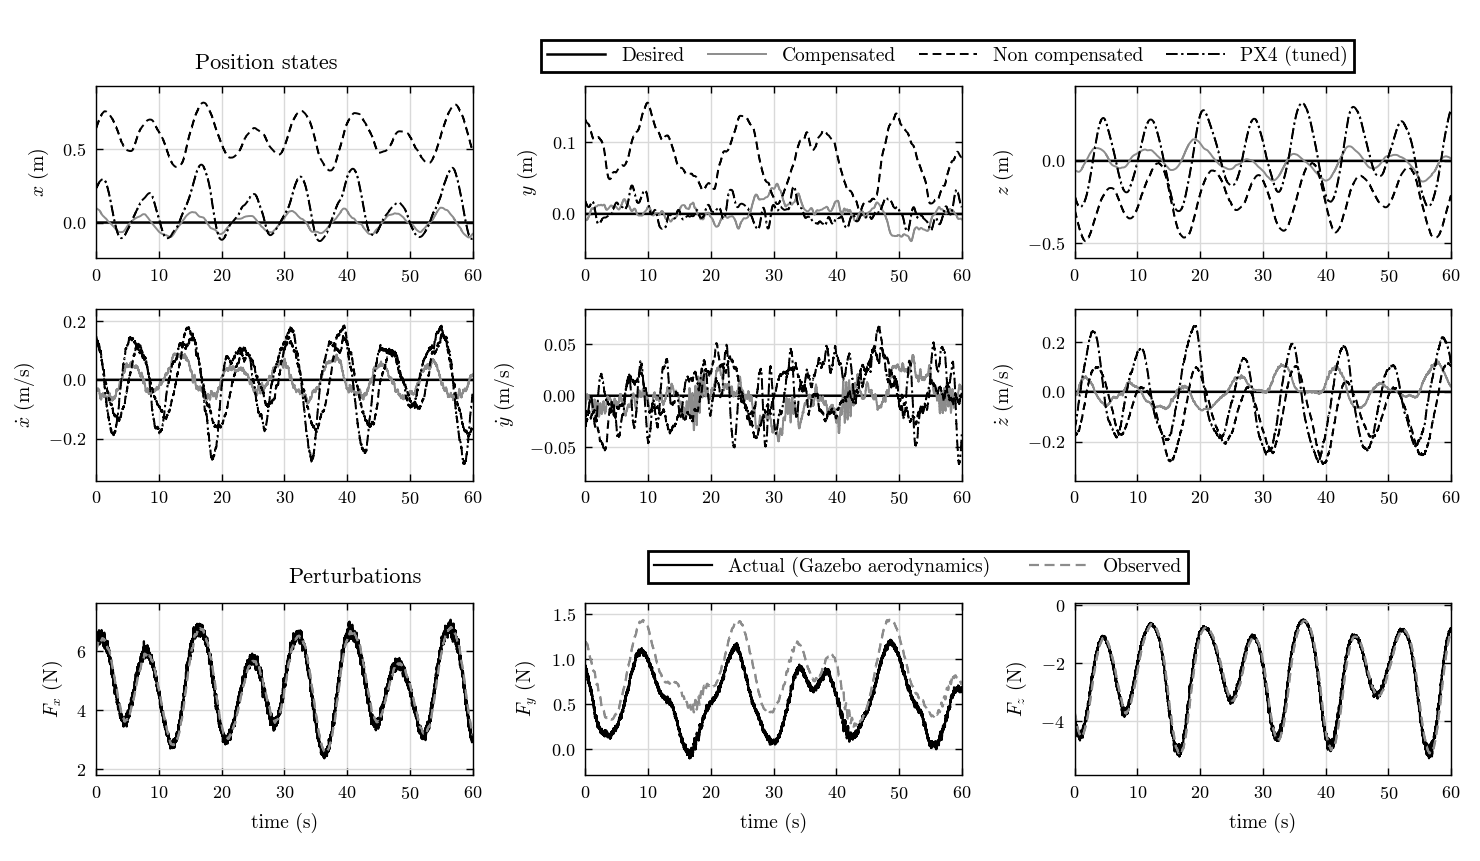 Position states
Desired Compensated Non compensated PX4 (tuned)
x (m)
0.5
0.0
0 10 20 30 40 50 60
y (m)
0.1
0.0
0 10 20 30 40 50 60
z (m)
0.0
−0.5
0 10 20 30 40 50 60
ẋ (m/s)
0.2
0.0
−0.2
0 10 20 30 40 50 60
ẏ (m/s)
0.05
0.00
−0.05
0 10 20 30 40 50 60
ż (m/s)
0.2
0.0
−0.2
0 10 20 30 40 50 60
Perturbations
Actual (Gazebo aerodynamics) Observed
Fx (N)
6
4
2
0 10 20 30 40 50 60
time (s)
Fy (N)
1.5
1.0
0.5
0.0
0 10 20 30 40 50 60
time (s)
Fz (N)
0
−2
−4
0 10 20 30 40 50 60
time (s)